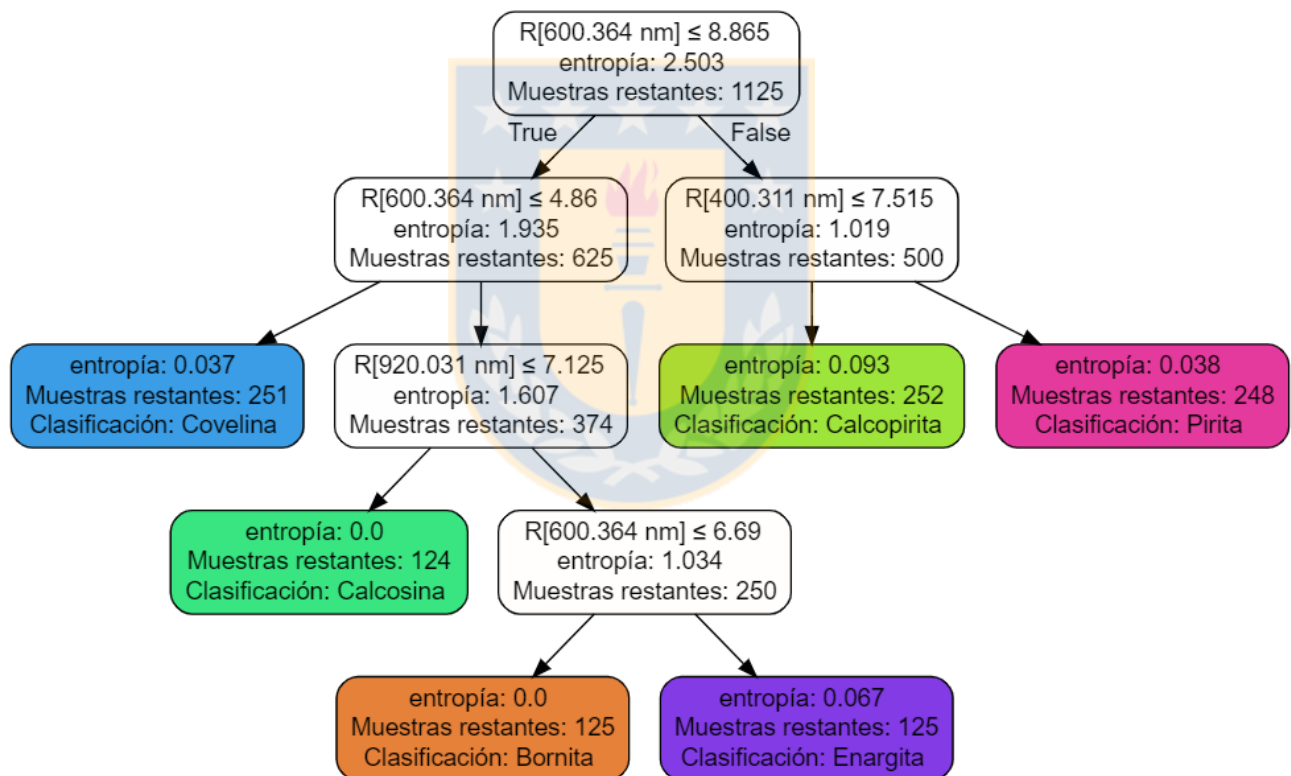 R[600.364 nm] ≤ 8.865
entropía: 2.503
Muestras restantes: 1125
True
False
R[600.364 nm] ≤ 4.86
entropía: 1.935
Muestras restantes: 625
R[400.311 nm] ≤ 7.515
entropía: 1.019
Muestras restantes: 500
entropía: 0.037
Muestras restantes: 251
Clasificación: Covelina
R[920.031 nm] ≤ 7.125
entropía: 1.607
Muestras restantes: 374
entropía: 0.093
Muestras restantes: 252
Clasificación: Calcopirita
entropía: 0.038
Muestras restantes: 248
Clasificación: Pirita
entropía: 0.0
Muestras restantes: 124
Clasificación: Calcosina
R[600.364 nm] ≤ 6.69
entropía: 1.034
Muestras restantes: 250
entropía: 0.0
Muestras restantes: 125
Clasificación: Bornita
entropía: 0.067
Muestras restantes: 125
Clasificación: Enargita